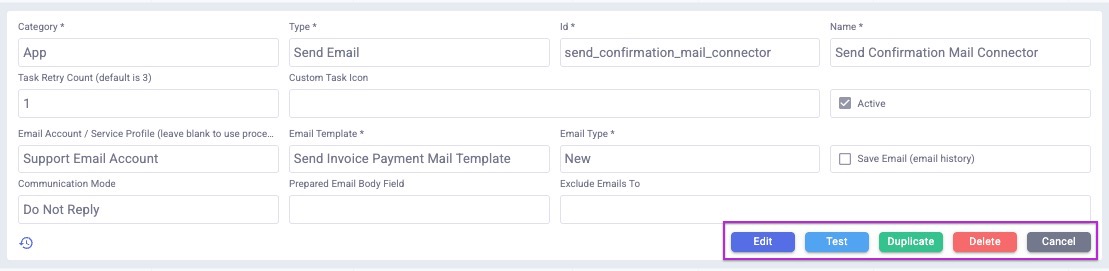 Category * Type * Id * Name *
App Send Email send_confirmation_mail_connector Send Confirmation Mail Connector
Task Retry Count (default is 3) Custom Task Icon
1 Active
Email Account / Service Profile (leave blank to use proce... Email Template * Email Type *
Support Email Account Send Invoice Payment Mail Template New Save Email (email history)
Communication Mode Prepared Email Body Field Exclude Emails To
Do Not Reply
Edit Test Duplicate Delete Cancel